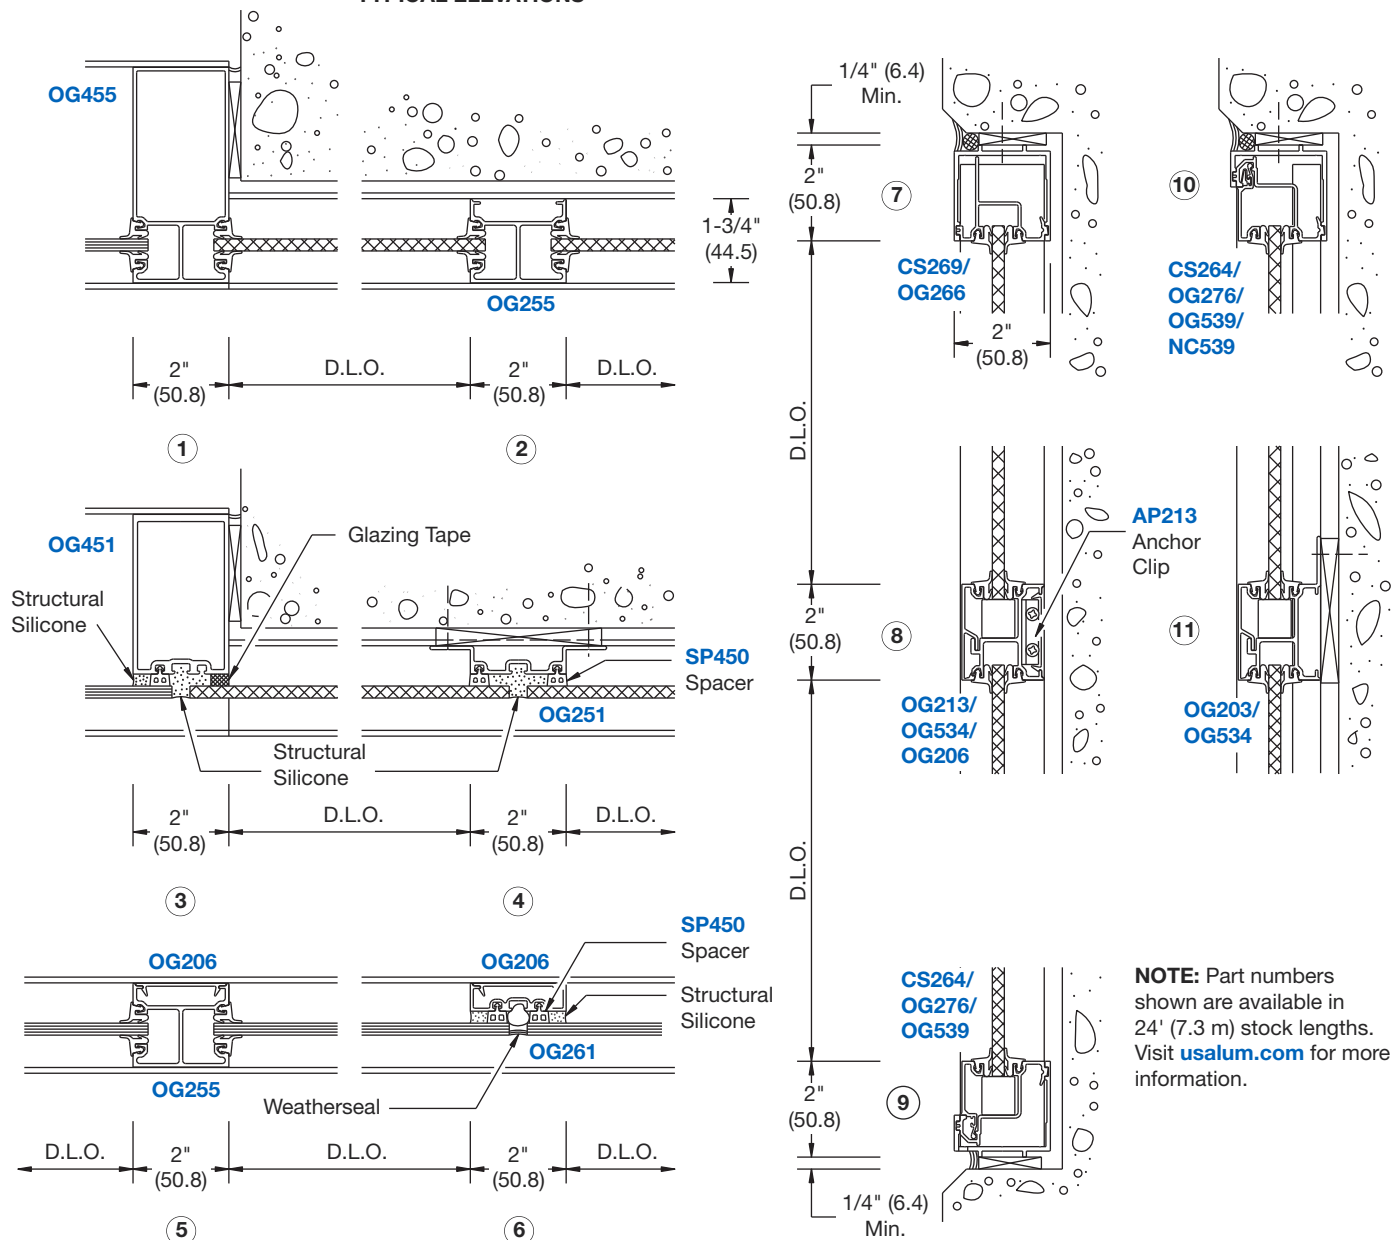 TYPICAL ELEVATIONS
OG455
OG255
1-3/4"
(44.5)
2"
(50.8)
D.L.O.
2"
(50.8)
D.L.O.
1
2
OG451
Glazing Tape
Structural
Silicone
SP450
Spacer
OG251
Structural
Silicone
2"
(50.8)
D.L.O.
2"
(50.8)
D.L.O.
3
4
OG206
OG255
OG206
SP450
Spacer
Structural
Silicone
OG261
Weatherseal
D.L.O.
2"
(50.8)
D.L.O.
2"
(50.8)
D.L.O.
5
6
1/4" (6.4)
Min.
2"
(50.8)
7
CS269/
OG266
2"
(50.8)
10
CS264/
OG276/
OG539/
NC539
D.L.O.
AP213
Anchor
Clip
2"
(50.8)
8
OG213/
OG534/
OG206
11
OG203/
OG534
D.L.O.
CS264/
OG276/
OG539
2"
(50.8)
9
1/4" (6.4)
Min.
NOTE: Part numbers
shown are available in
24' (7.3 m) stock lengths.
Visit usalum.com for more
information.